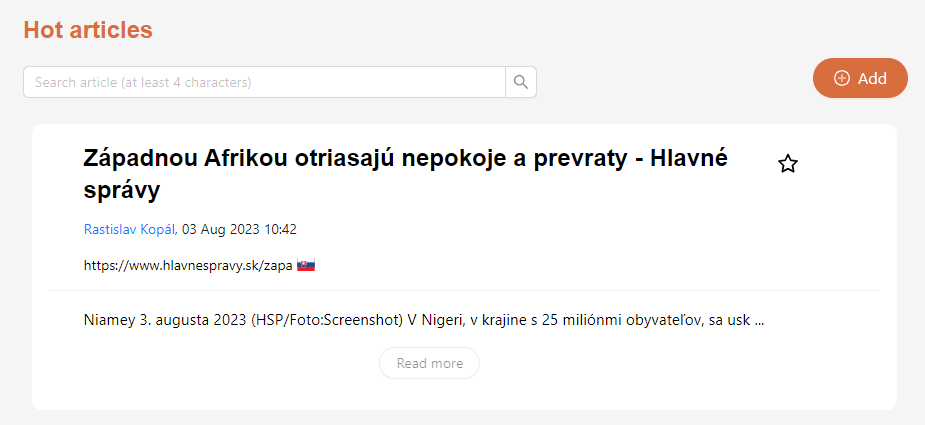 Hot articles
Search article (at least 4 characters)
Add
Západnou Afrikou otriasajú nepokoje a prevraty - Hlavné
správy
Rastislav Kopál, 03 Aug 2023 10:42
https://www.hlavnespravy.sk/zapa
Niamey 3. augusta 2023 (HSP/Foto:Screenshot) V Nigeri, v krajine s 25 miliónmi obyvateľov, sa usk ...
Read more